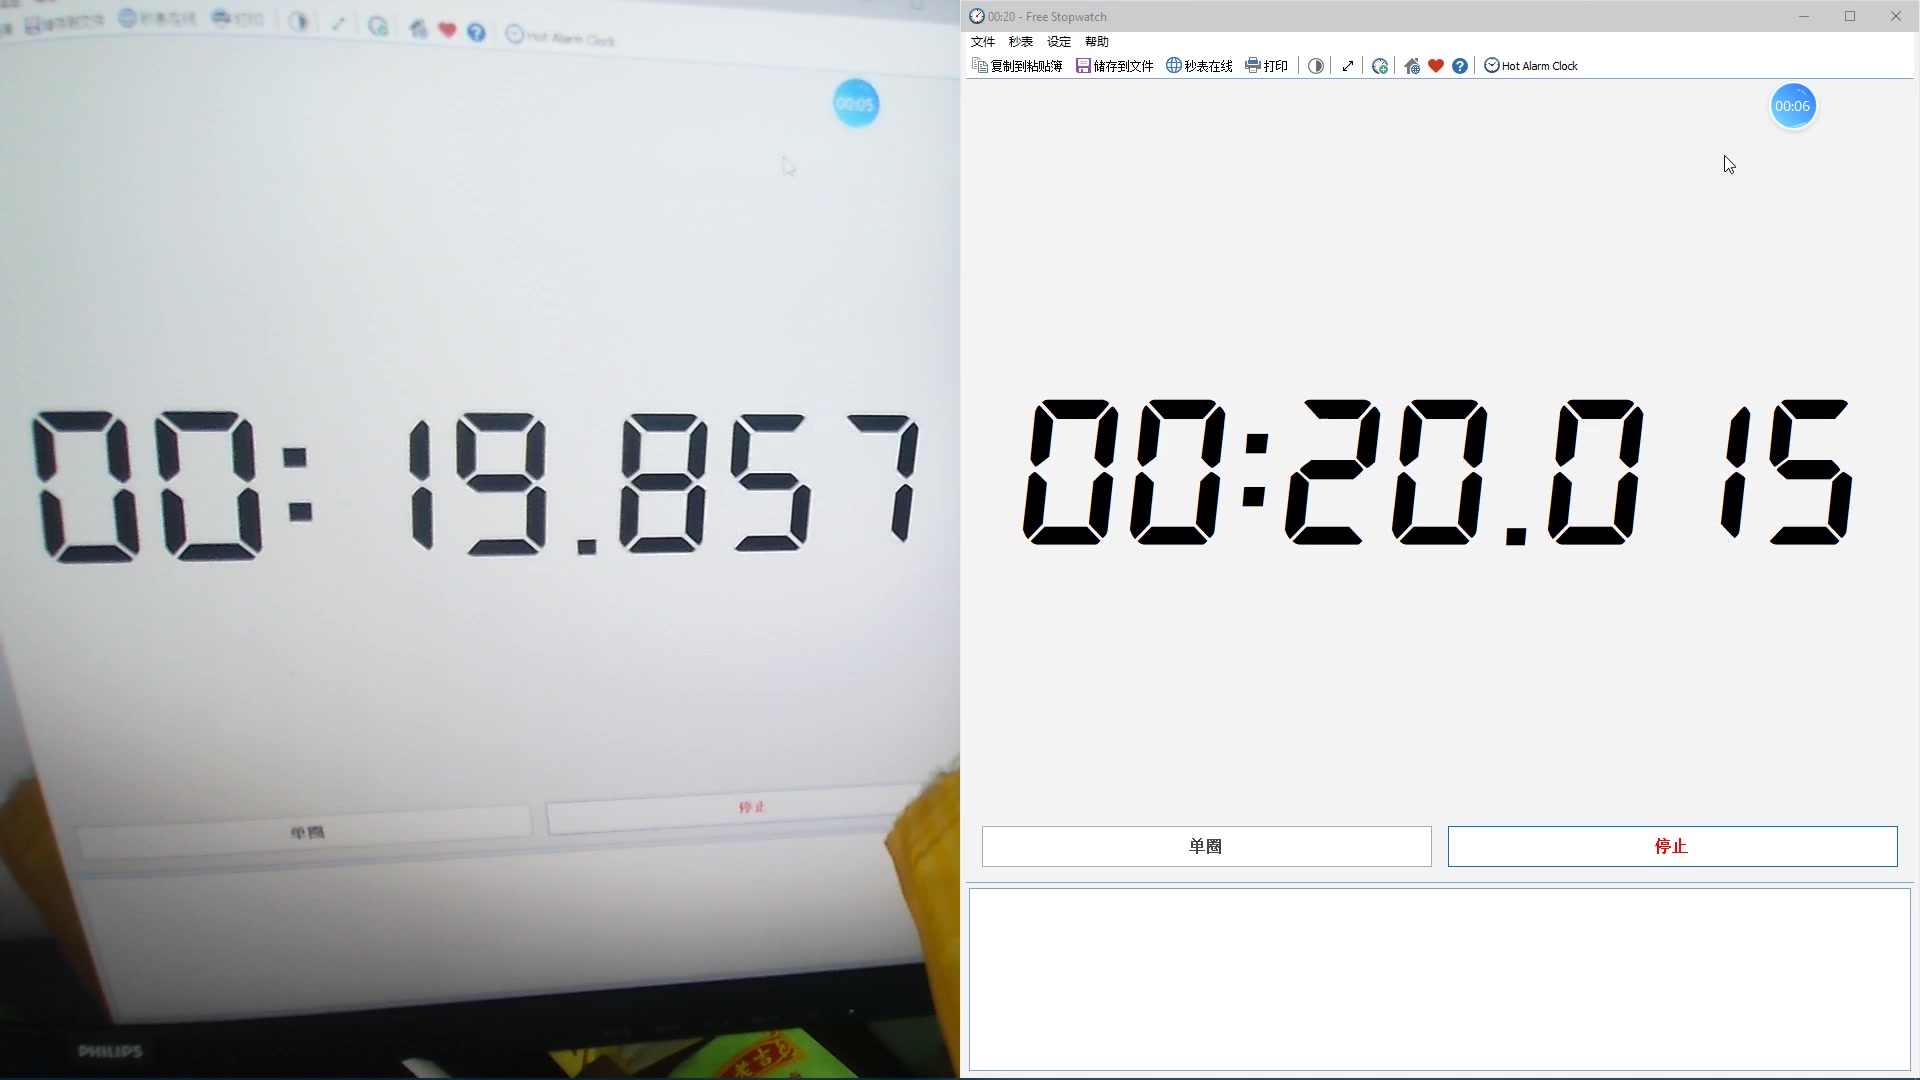 储存到文件 秒表在线 打印 Hot Alarm Clock
00:05
00:19.857
单圈 停止
PHILIPS
老吉
00:20 - Free Stopwatch
文件 秒表 设定 帮助
复制到粘贴簿 储存到文件 秒表在线 打印 Hot Alarm Clock
00:06
00:20.015
单圈 停止